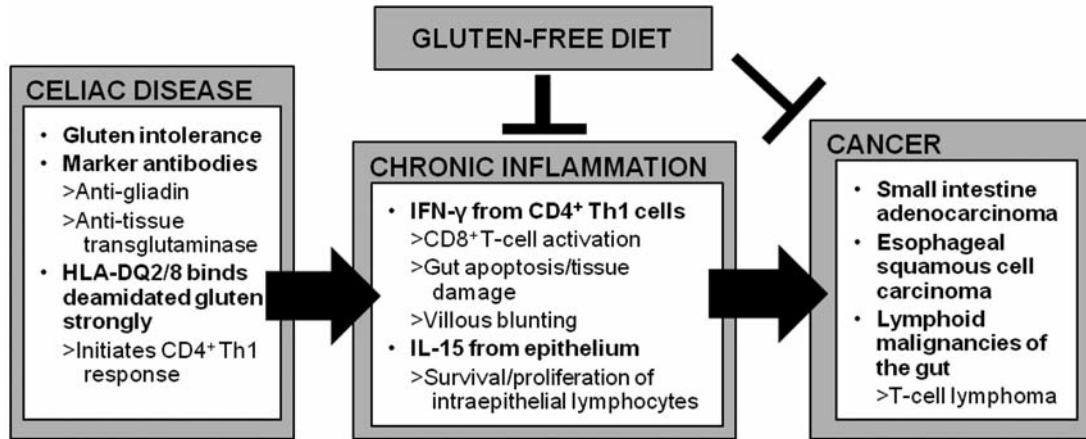 GLUTEN-FREE DIET
CELIAC DISEASE
• Gluten intolerance
• Marker antibodies
>Anti-gliadin
>Anti-tissue
transglutaminase
• HLA-DQ2/8 binds
deamidated gluten
strongly
>Initiates CD4⁺ Th1
response
CHRONIC INFLAMMATION
• IFN-γ from CD4⁺ Th1 cells
>CD8⁺T-cell activation
>Gut apoptosis/tissue
damage
>Villous blunting
• IL-15 from epithelium
>Survival/proliferation of
intraepithelial lymphocytes
CANCER
• Small intestine
adenocarcinoma
• Esophageal
squamous cell
carcinoma
• Lymphoid
malignancies of
the gut
>T-cell lymphoma